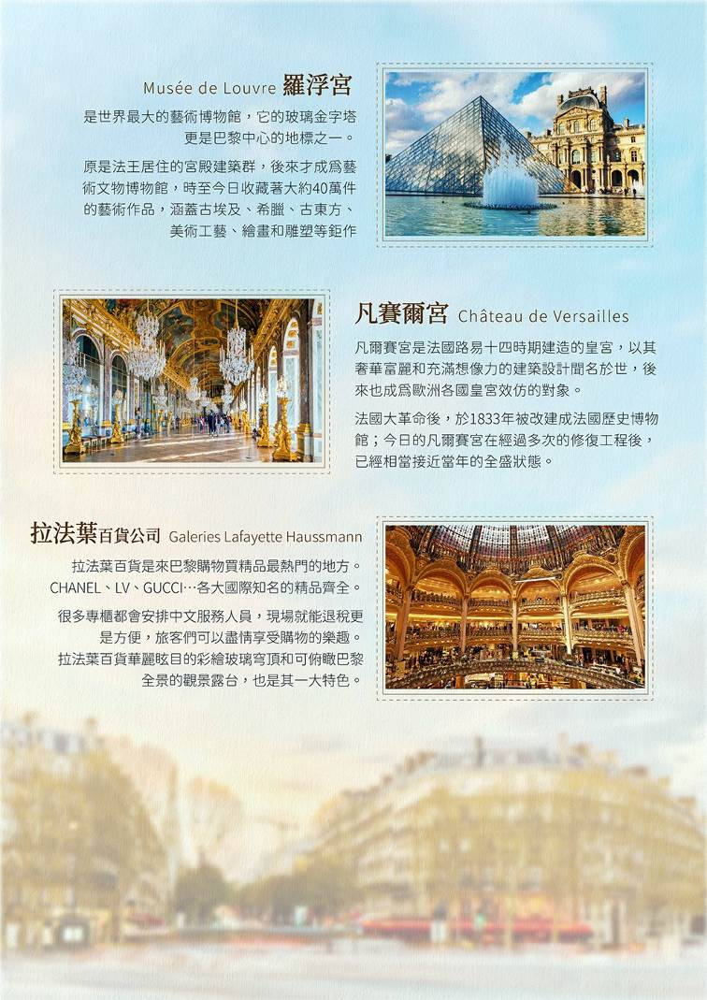 Musée de Louvre 羅浮宮
是世界最大的藝術博物館，它的玻璃金字塔
更是巴黎中心的地標之一。
原是法王居住的宮殿建築群，後來才成爲藝
術文物博物館，時至今日收藏著大約40萬件
的藝術作品，涵蓋古埃及、希臘、古東方、
美術工藝、繪畫和雕塑等鉅作
凡賽爾宮 Château de Versailles
凡爾賽宮是法國路易十四時期建造的皇宮，以其
奢華富麗和充滿想像力的建築設計聞名於世，後
來也成爲歐洲各國皇宮效仿的對象。
法國大革命後，於1833年被改建成法國歷史博物
館；今日的凡爾賽宮在經過多次的修復工程後，
已經相當接近當年的全盛狀態。
拉法葉百貨公司 Galeries Lafayette Haussmann
拉法葉百貨是來巴黎購物買精品最熱門的地方。
CHANEL、LV、GUCCI…各大國際知名的精品齊全。
很多專櫃都會安排中文服務人員，現場就能退稅更
是方便，旅客們可以盡情享受購物的樂趣。
拉法葉百貨華麗眩目的彩繪玻璃穹頂和可俯瞰巴黎
全景的觀景露台，也是其一大特色。